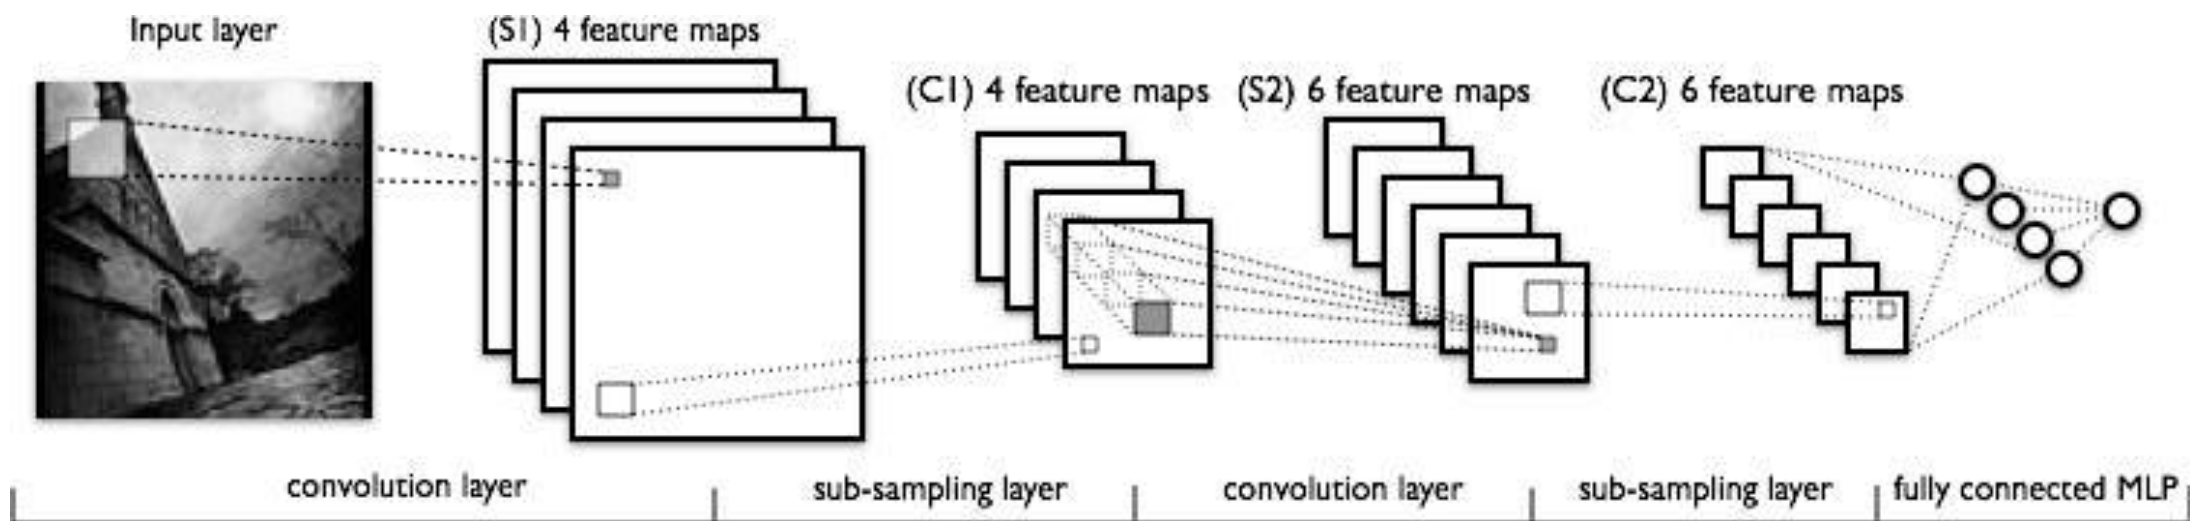 Input layer
(S1) 4 feature maps
(C1) 4 feature maps
(S2) 6 feature maps
(C2) 6 feature maps
convolution layer
sub-sampling layer
convolution layer
sub-sampling layer
fully connected MLP